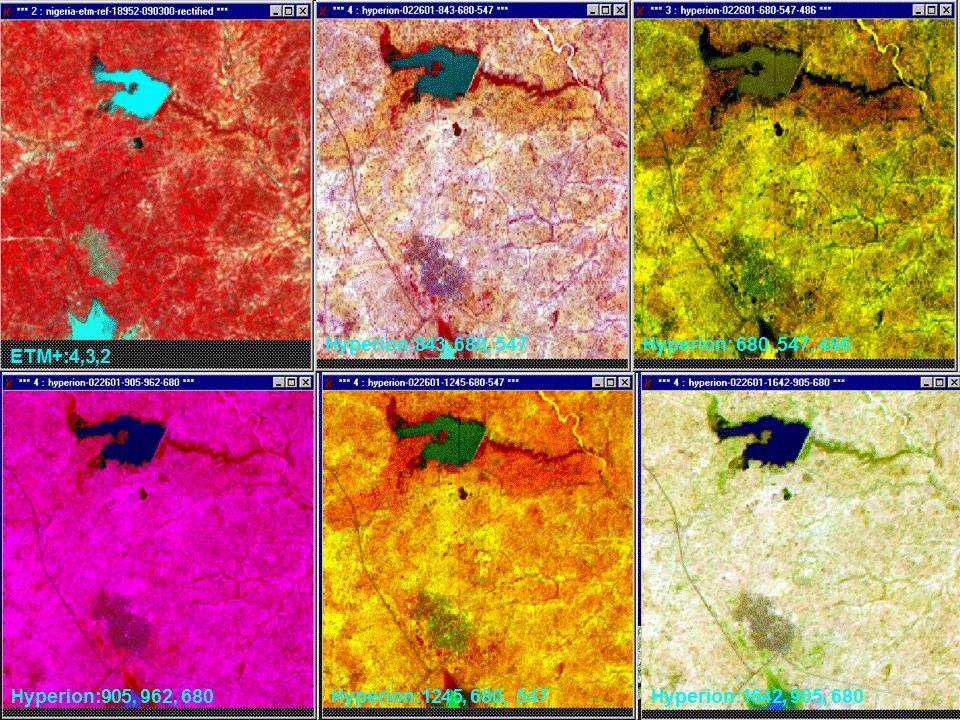 *** 2 : nigeria-etm-ref-18952-090300-rectified ***
*** 4 : hyperion-022601-843-680-547 ***
*** 3 : hyperion-022601-680-547-486 ***
ETM+:4,3,2
Hyperion:843,680,547
Hyperion:680,547,486
*** 4 : hyperion-022601-905-962-680 ***
*** 4 : hyperion-022601-1245-680-547 ***
*** 4 : hyperion-022601-1642-905-680 ***
Hyperion:905,962,680
Hyperion:1245,680, 547
Hyperion:1642,905,680